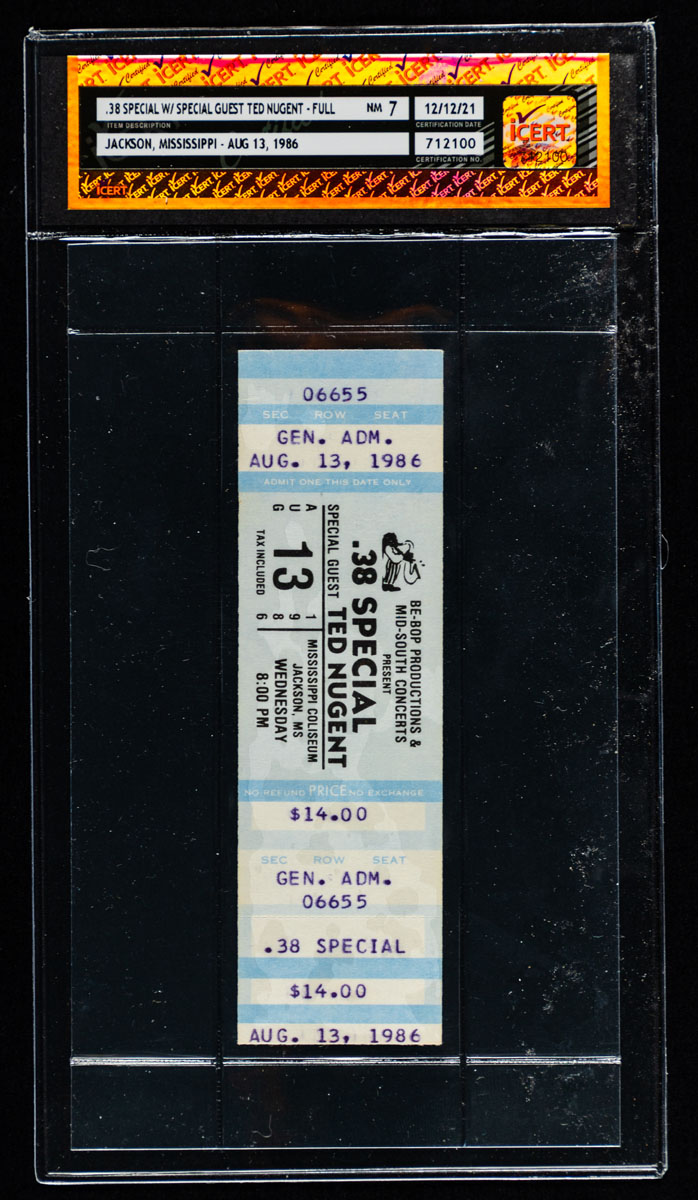 .38 SPECIAL W/ SPECIAL GUEST TED NUGENT - FULL NM 7
ITEM DESCRIPTION
JACKSON, MISSISSIPPI - AUG 13, 1986
12/12/21
CERTIFICATION DATE
712100
CERTIFICATION NO.
iCERT
712100
iCERT
06655
SEC ROW SEAT
GEN. ADM.
AUG. 13, 1986
ADMIT ONE THIS DATE ONLY
BE-BOP PRODUCTIONS &
MID-SOUTH CONCERTS
PRESENT
.38 SPECIAL
SPECIAL GUEST TED NUGENT
AUG 13 1986
MISSISSIPPI COLISEUM
JACKSON, MS
WEDNESDAY
8:00 PM
TAX INCLUDED
NO REFUND PRICE NO EXCHANGE
$14.00
SEC ROW SEAT
GEN. ADM.
06655
.38 SPECIAL
$14.00
AUG. 13, 1986